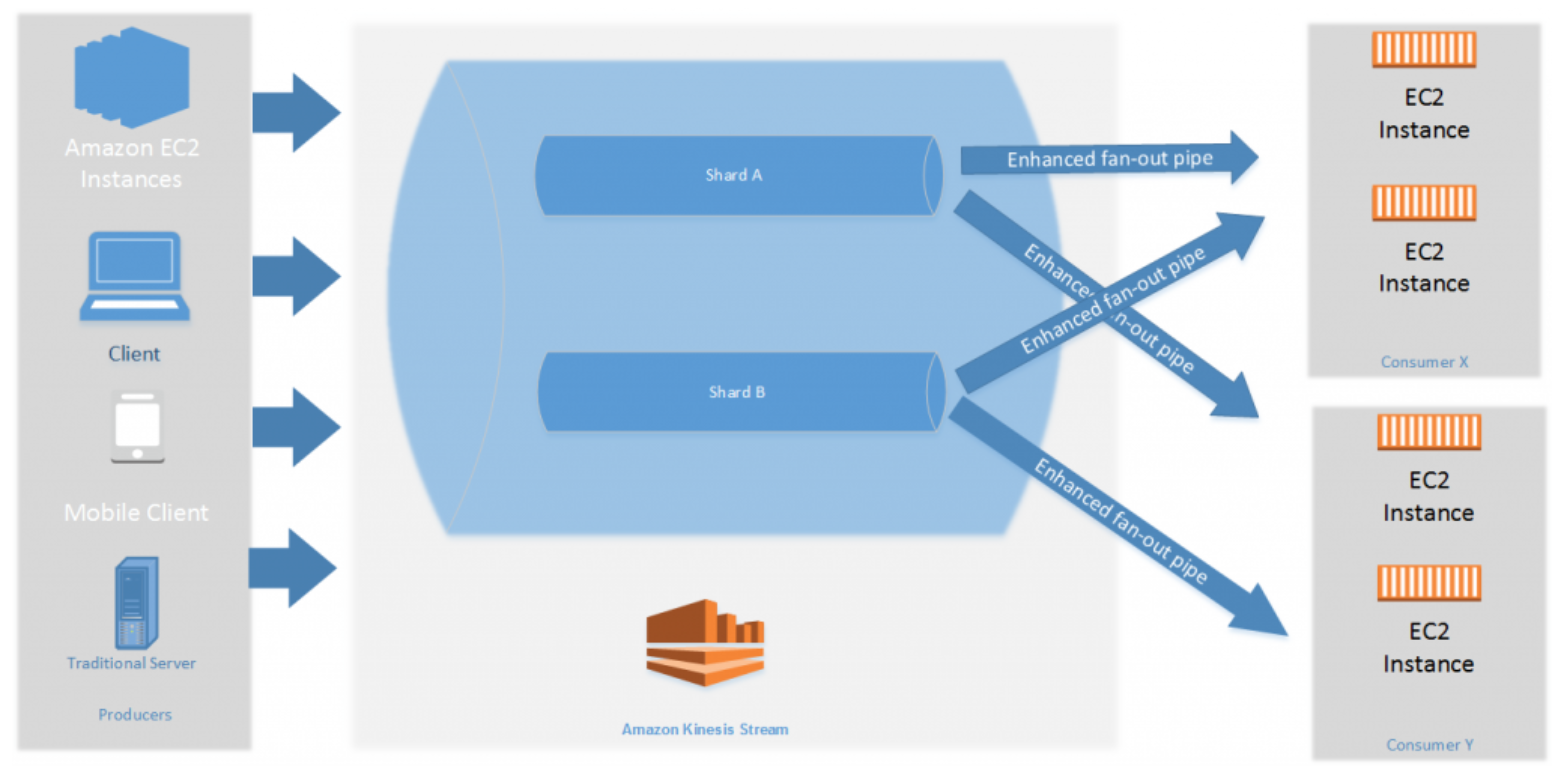 Amazon EC2
Instances
Client
Mobile Client
Traditional Server
Producers
Shard A
Shard B
Amazon Kinesis Stream
Enhanced fan-out pipe
Enhanced fan-out pipe
Enhanced fan-out pipe
Enhanced fan-out pipe
EC2
Instance
EC2
Instance
Consumer X
EC2
Instance
EC2
Instance
Consumer Y